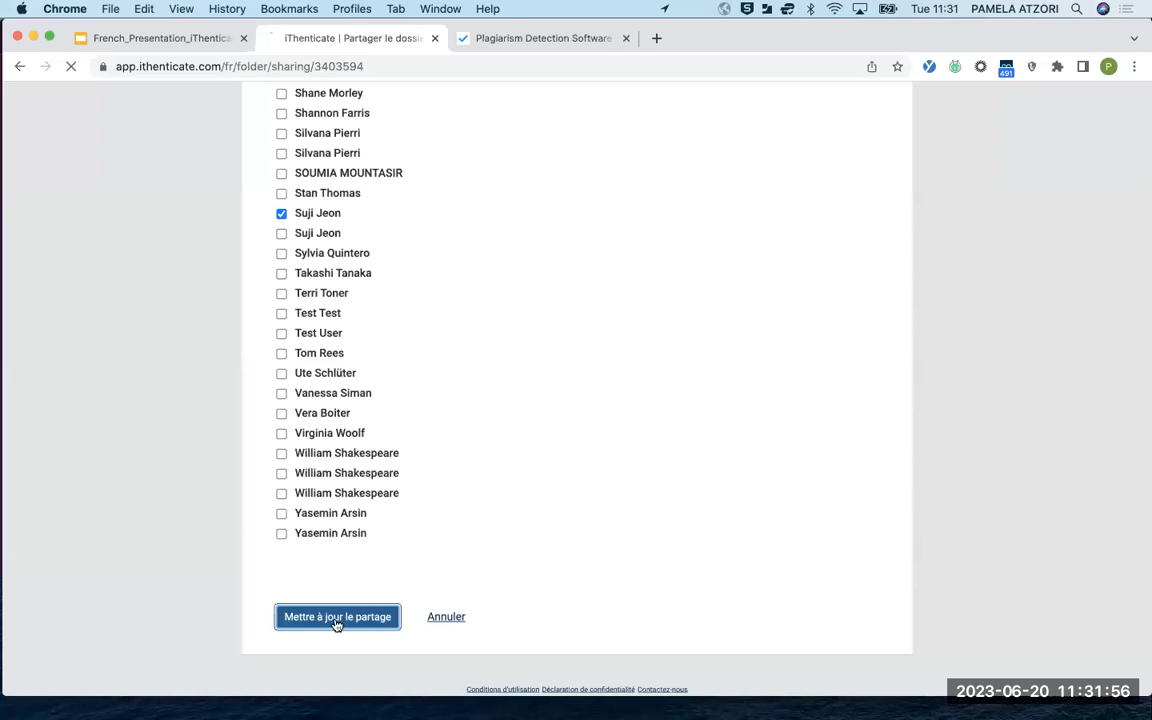 Chrome File Edit View History Bookmarks Profiles Tab Window Help Tue 11:31 PAMELA ATZORI
French_Presentation_iThentica iThenticate | Partager le dossie Plagiarism Detection Software
app.ithenticate.com/fr/folder/sharing/3403594
491
P
Shane Morley
Shannon Farris
Silvana Pierri
Silvana Pierri
SOUMIA MOUNTASIR
Stan Thomas
Suji Jeon
Suji Jeon
Sylvia Quintero
Takashi Tanaka
Terri Toner
Test Test
Test User
Tom Rees
Ute Schlüter
Vanessa Siman
Vera Boiter
Virginia Woolf
William Shakespeare
William Shakespeare
William Shakespeare
Yasemin Arsin
Yasemin Arsin
Mettre à jour le partage Annuler
Conditions d'utilisation Déclaration de confidentialité Contactez-nous
2023-06-20 11:31:56